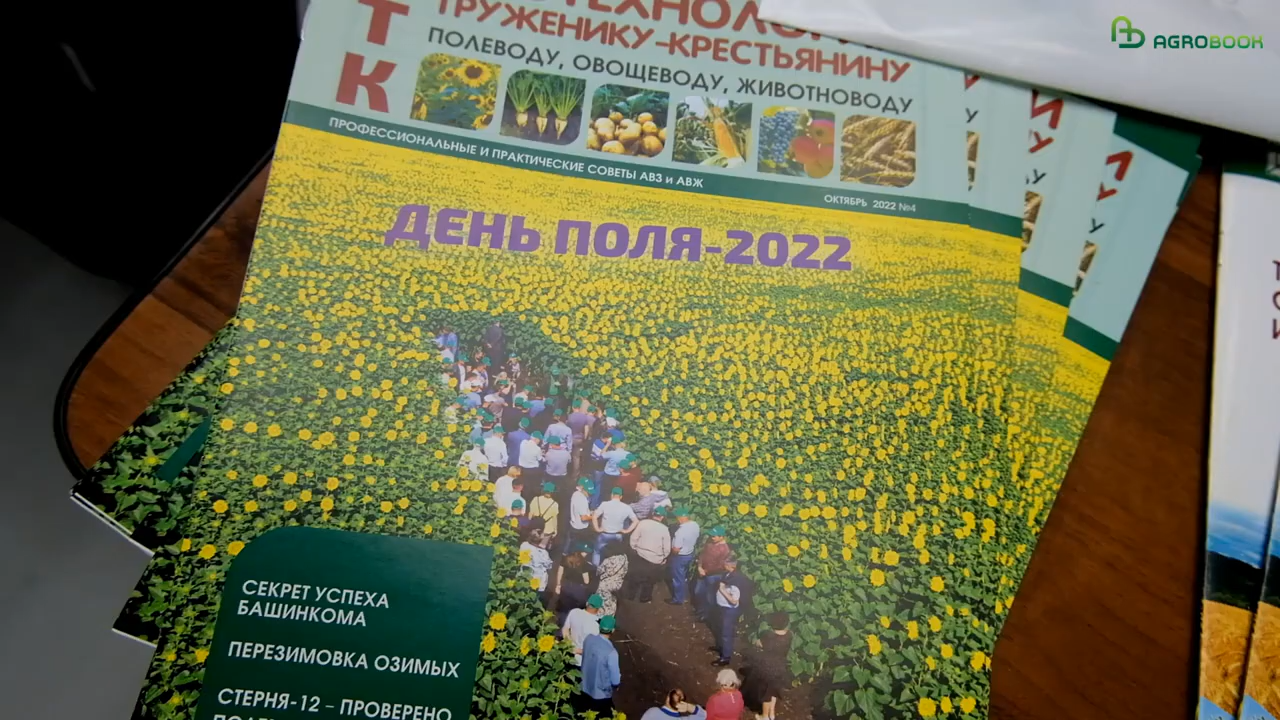 AGROBOOK
Т
К
ТРУЖЕНИКУ-КРЕСТЬЯНИНУ
ПОЛЕВОДУ, ОВОЩЕВОДУ, ЖИВОТНОВОДУ
ПРОФЕССИОНАЛЬНЫЕ И ПРАКТИЧЕСКИЕ СОВЕТЫ АВЗ и АВЖ
ОКТЯБРЬ 2022 №4
ДЕНЬ ПОЛЯ-2022
СЕКРЕТ УСПЕХА
БАШИНКОМА
ПЕРЕЗИМОВКА ОЗИМЫХ
СТЕРНЯ-12 – ПРОВЕРЕНО